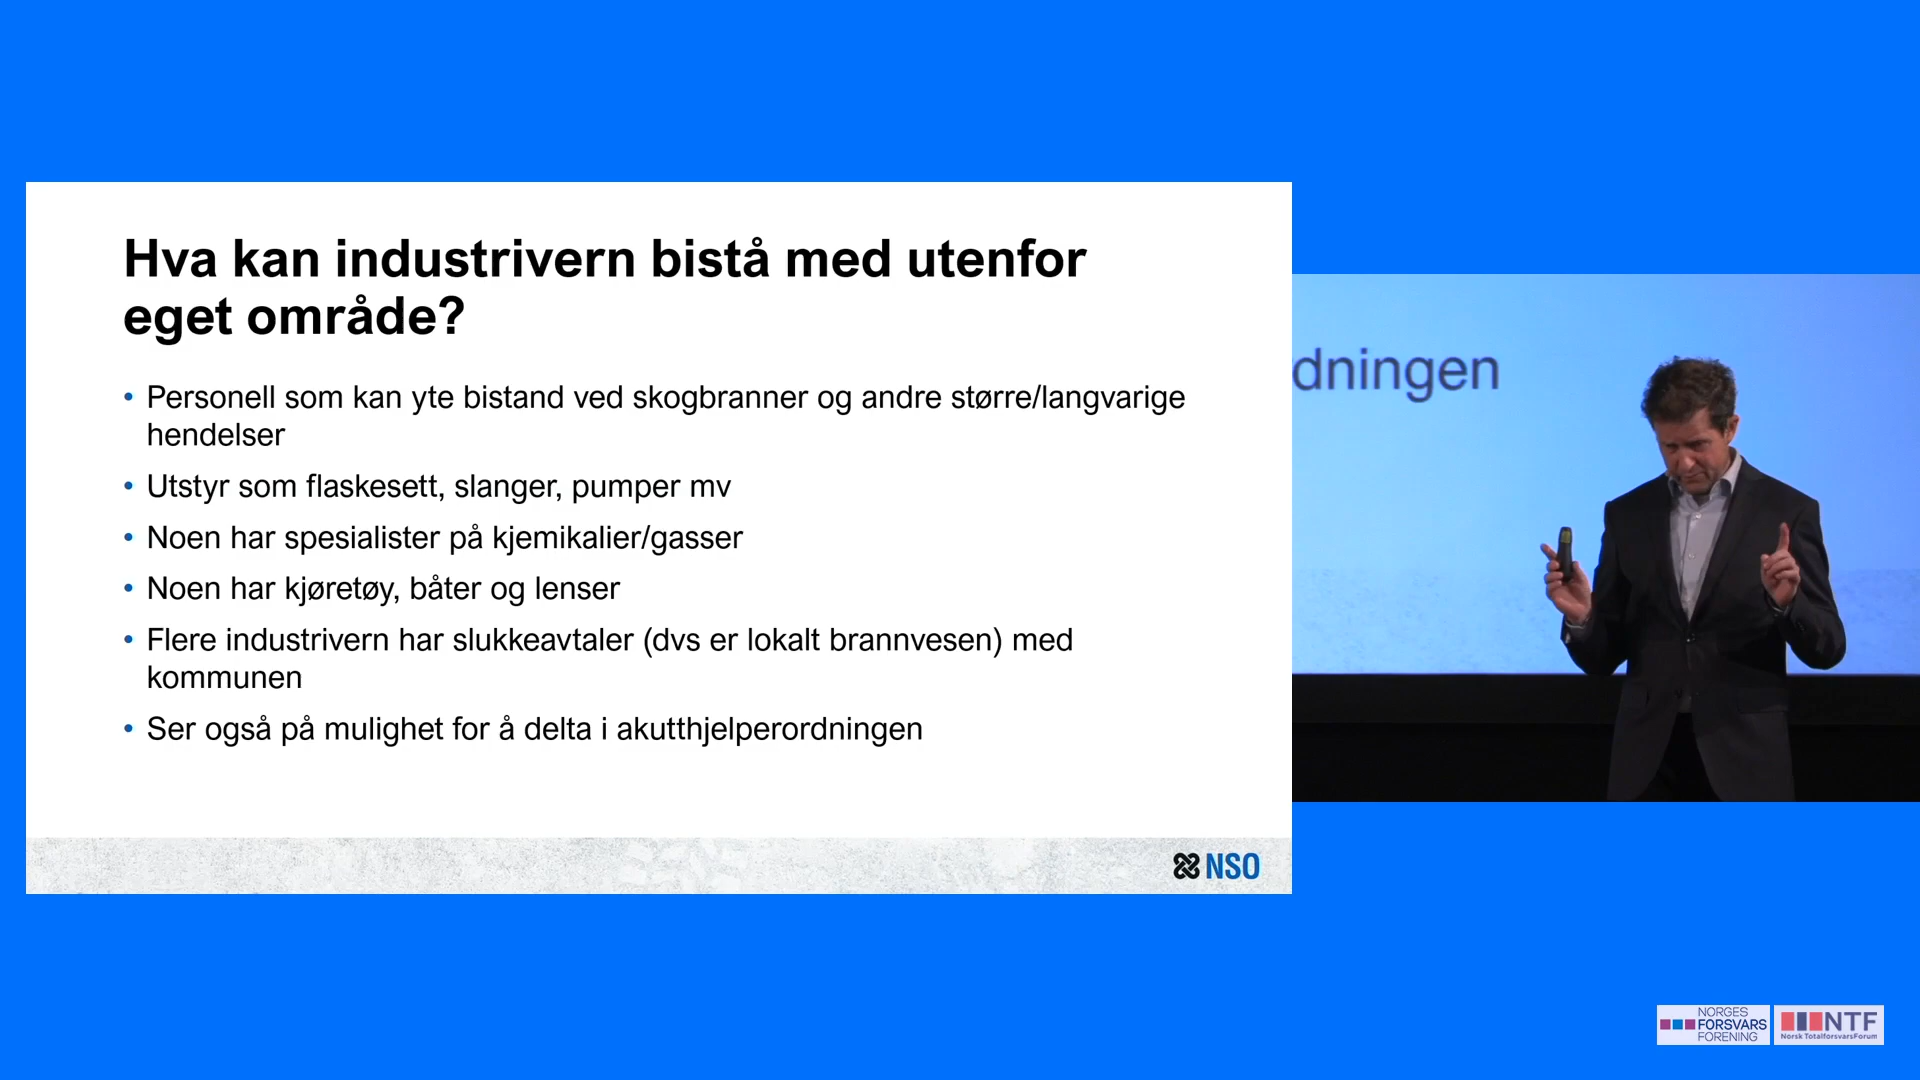 Hva kan industrivern bistå med utenfor
eget område?
• Personell som kan yte bistand ved skogbranner og andre større/langvarige
hendelser
• Utstyr som flaskesett, slanger, pumper mv
• Noen har spesialister på kjemikalier/gasser
• Noen har kjøretøy, båter og lenser
• Flere industrivern har slukkeavtaler (dvs er lokalt brannvesen) med
kommunen
• Ser også på mulighet for å delta i akutthjelperordningen
NSO
dningen
NORGES
FORSVARS
FORENING
NTF
Norsk TotalforsvarsForum